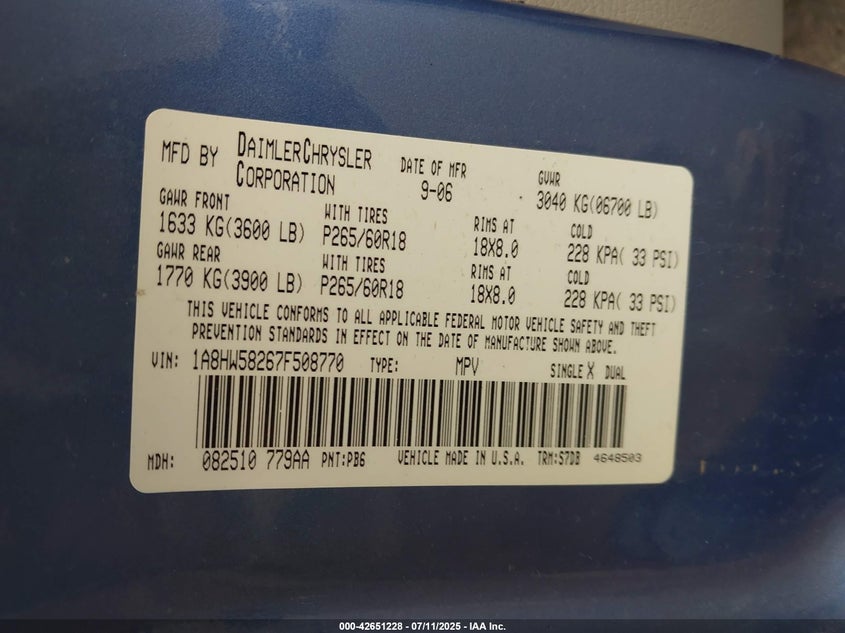 MFD BY DAIMLERCHRYSLER CORPORATION DATE OF MFR 9-06 GVWR 3040 KG(06700 LB)
GAWR FRONT WITH TIRES RIMS AT COLD
1633 KG(3600 LB) P265/60R18 18X8.0 228 KPA( 33 PSI)
GAWR REAR WITH TIRES RIMS AT COLD
1770 KG(3900 LB) P265/60R18 18X8.0 228 KPA( 33 PSI)
THIS VEHICLE CONFORMS TO ALL APPLICABLE FEDERAL MOTOR VEHICLE SAFETY AND THEFT
PREVENTION STANDARDS IN EFFECT ON THE DATE OF MANUFACTURE SHOWN ABOVE.
VIN: 1A8HW58267F508770 TYPE: MPV SINGLE X DUAL
MDH: 082510 779AA PNT:PB6 VEHICLE MADE IN U.S.A. TRM:S7DB 4648503
000-42651228 - 07/11/2025 - IAA Inc.